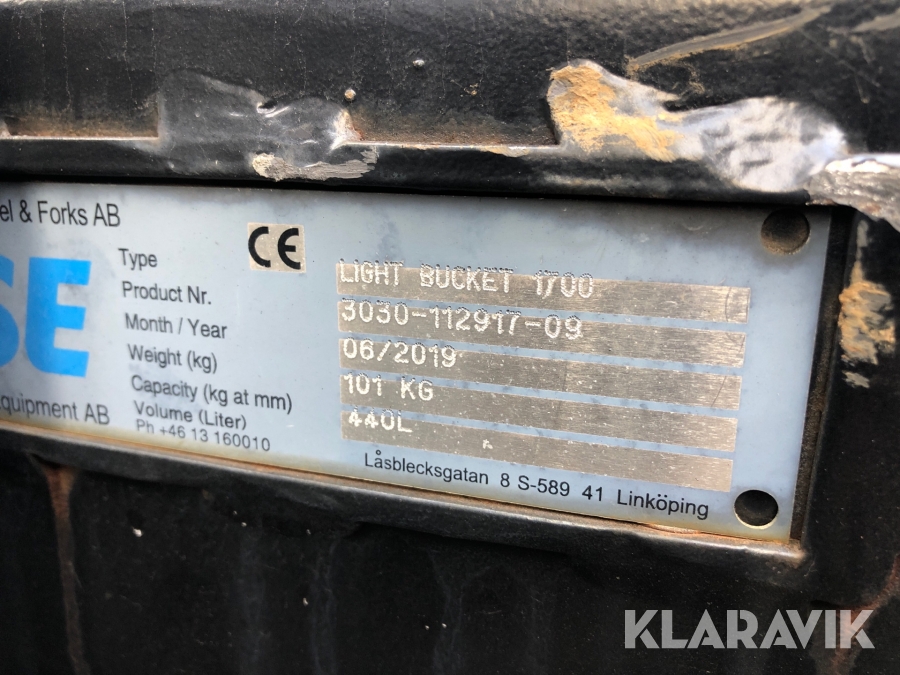 el & Forks AB
SE
quipment AB
CE
Type
Product Nr.
Month / Year
Weight (kg)
Capacity (kg at mm)
Volume (Liter)
Ph +46 13 160010
LIGHT BUCKET 1700
3030-112917-09
06/2019
101 KG
440L
Låsblecksgatan 8 S-589 41 Linköping
KLARAVIK